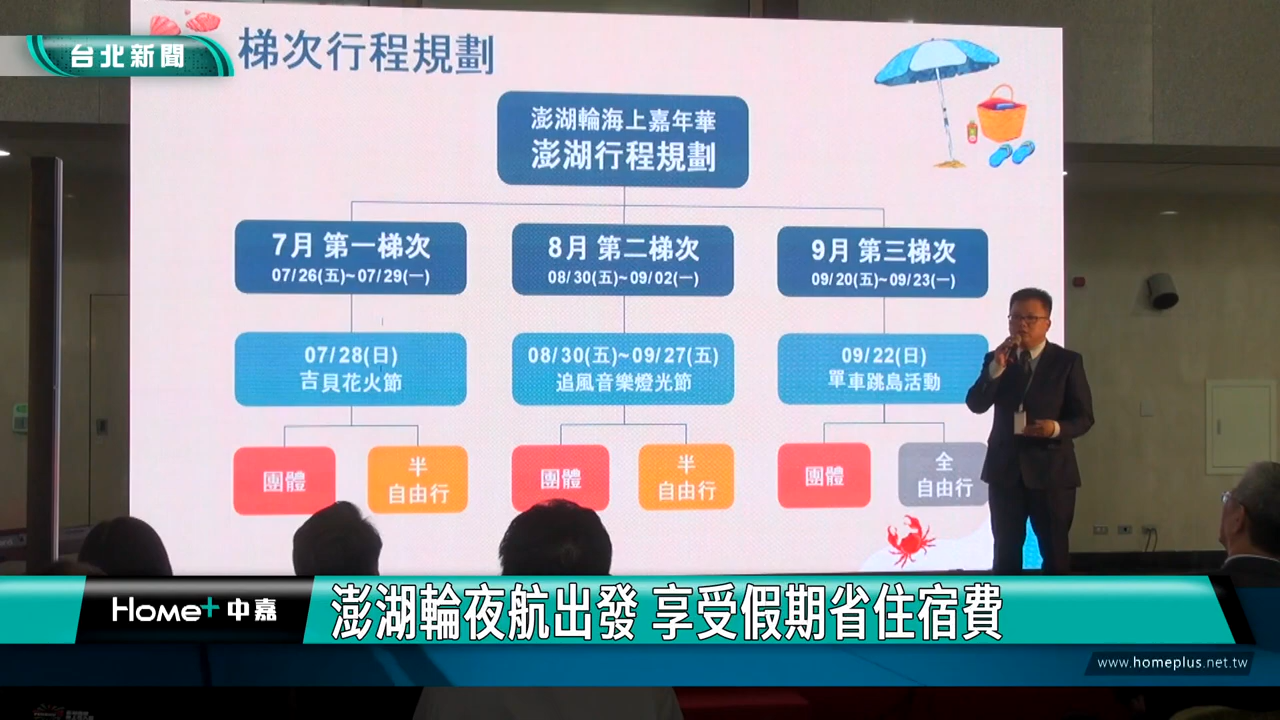 台北新聞
梯次行程規劃
澎湖輪海上嘉年華
澎湖行程規劃
7月 第一梯次
07/26(五)~07/29(一)
8月 第二梯次
08/30(五)~09/02(一)
9月 第三梯次
09/20(五)~09/23(一)
07/28(日)
吉貝花火節
08/30(五)~09/27(五)
追風音樂燈光節
09/22(日)
單車跳島活動
團體
半
自由行
團體
半
自由行
團體
全
自由行
Home+ 中嘉
澎湖輪夜航出發 享受假期省住宿費
www.homeplus.net.tw